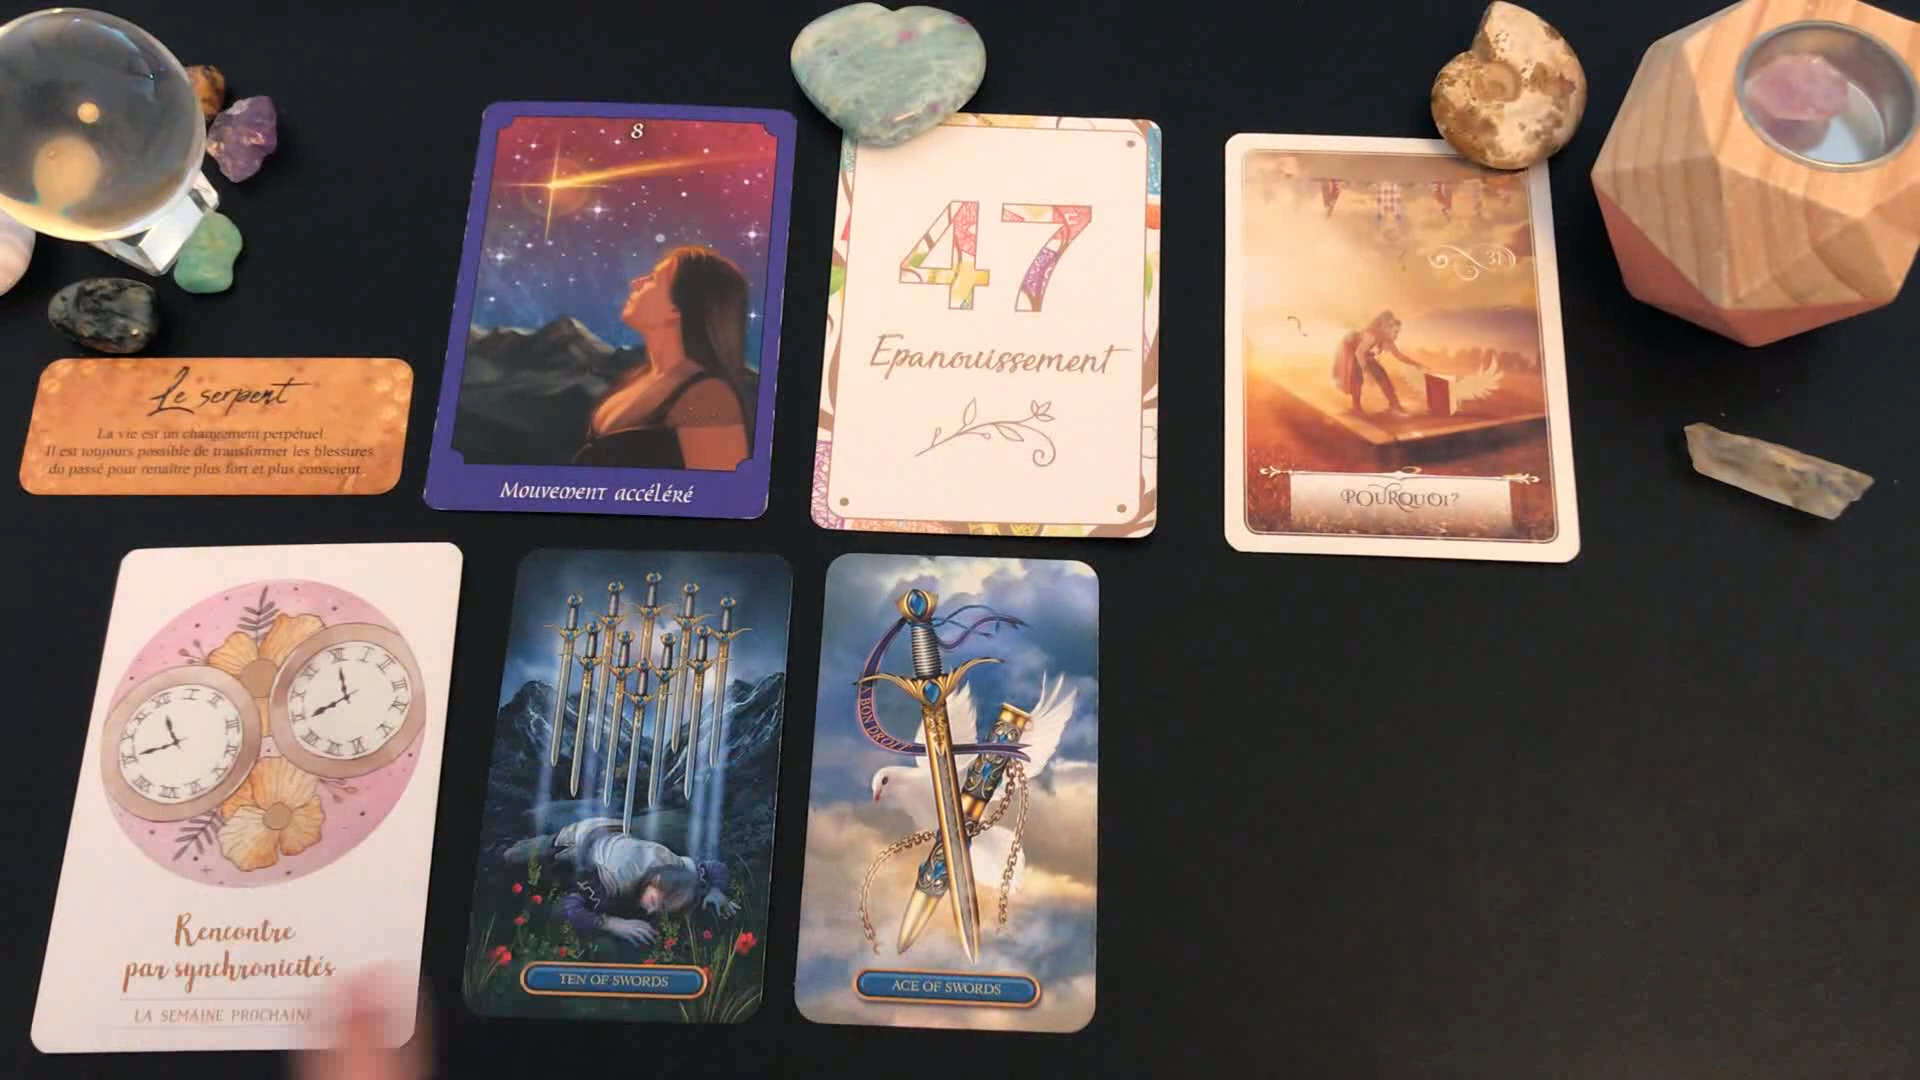 8
Mouvement accéléré
47
Epanouissement
31
POURQUOI?
Le serpent
La vie est un changement perpétuel.
Il est toujours possible de transformer les blessures
du passé pour renaître plus fort et plus conscient.
Rencontre
par synchronicités
LA SEMAINE PROCHAINE
TEN OF SWORDS
A BON DROIT
ACE OF SWORDS